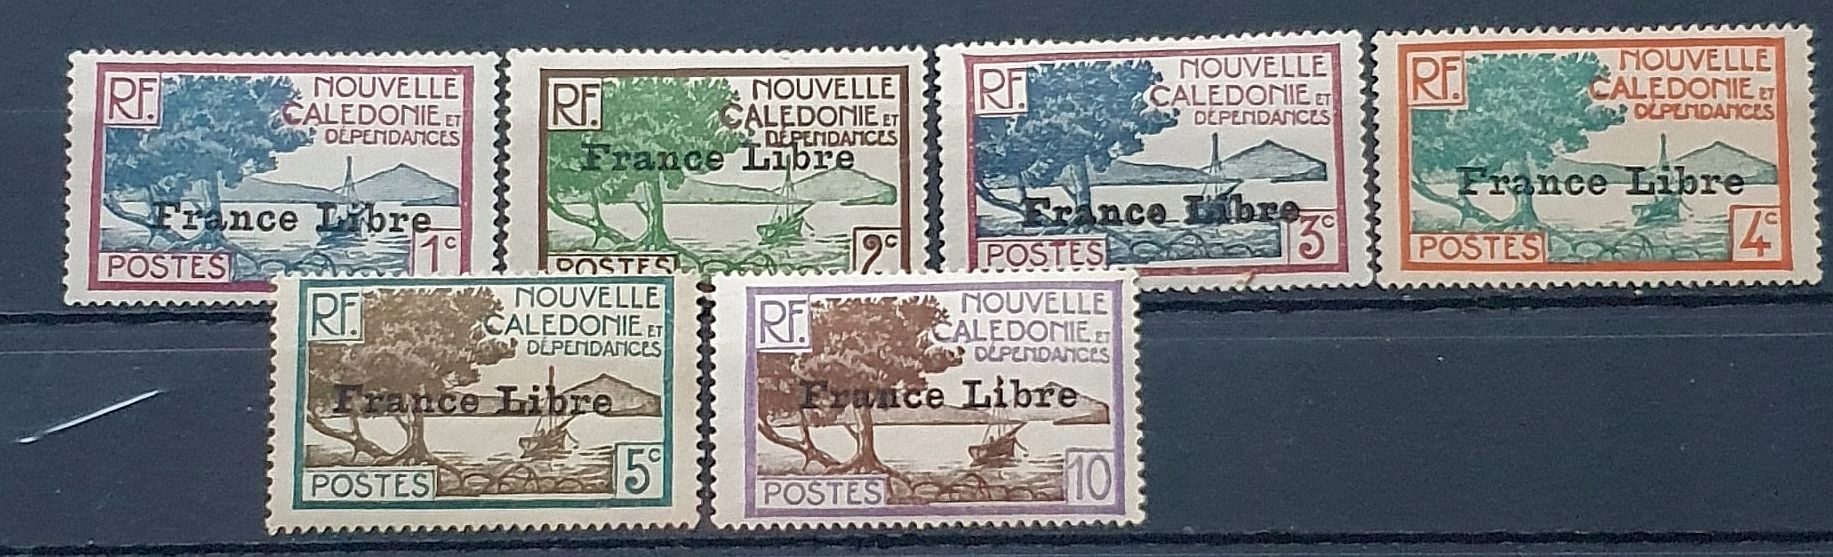 RF.
NOUVELLE
CALEDONIE ET
DÉPENDANCES
France Libre
POSTES
1c
RF.
NOUVELLE
CALEDONIE ET
DÉPENDANCES
France Libre
POSTES
2c
RF.
NOUVELLE
CALEDONIE ET
DÉPENDANCES
France Libre
POSTES
3c
RF.
NOUVELLE
CALEDONIE ET
DÉPENDANCES
France Libre
POSTES
4c
RF.
NOUVELLE
CALEDONIE ET
DÉPENDANCES
France Libre
POSTES
5c
RF.
NOUVELLE
CALEDONIE ET
DÉPENDANCES
France Libre
POSTES
10